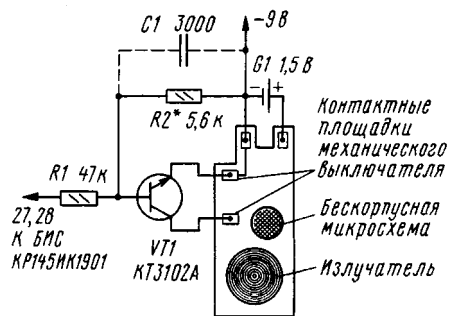 C1 3000
-9 В
G1 1,5 В
- +
R2* 5,6 к
Контактные
площадки
механического
выключателя
R1 47к
27, 28
К БИС
КР145ИК1901
VT1
КТ3102А
Бескорпусная
микросхема
Излучатель